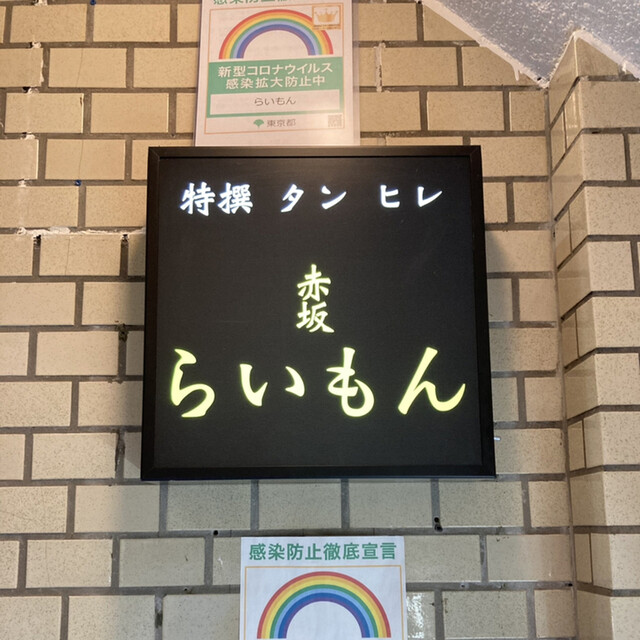 新型コロナウイルス
感染拡大防止中
らいもん
東京都
特撰 タン ヒレ
赤坂
らいもん
感染防止徹底宣言